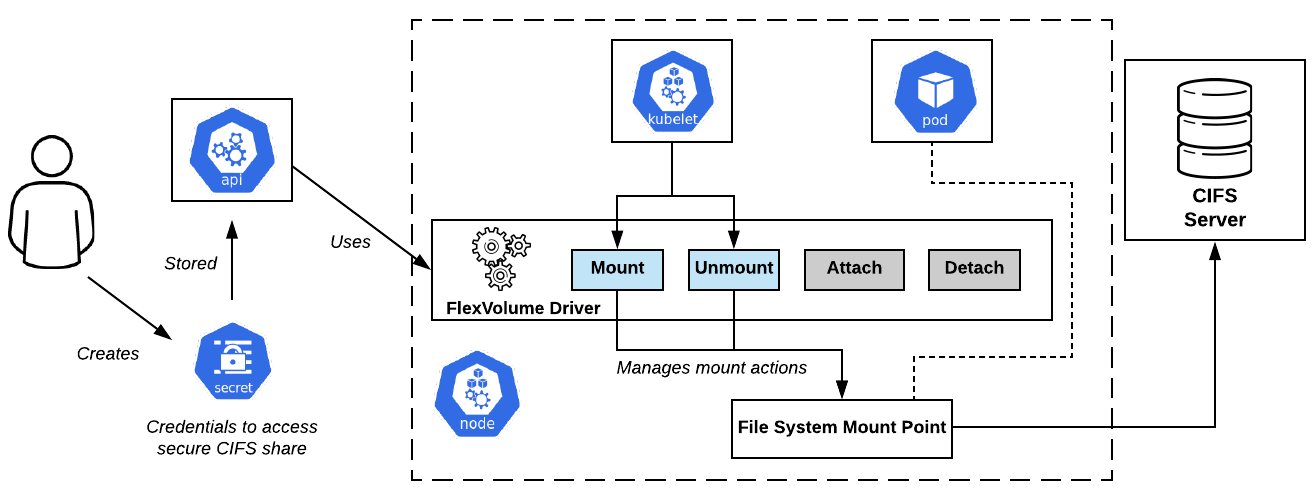 kubelet
pod
api
CIFS
Server
Uses
Stored
Mount
Unmount
Attach
Detach
FlexVolume Driver
Creates
Manages mount actions
secret
node
Credentials to access
secure CIFS share
File System Mount Point